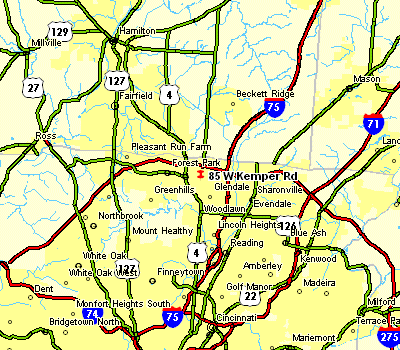 129
Hamilton
Millville
27
127
Fairfield
4
Beckett Ridge
75
Mason
71
Ross
Pleasant Run Farm
Land
Forest Park
85 W Kemper Rd
Greenhills
Glendale
Sharonville
Woodlawn
Evendale
Northbrook
Lincoln Heights
126
Mount Healthy
Blue Ash
Reading
4
White Oak
Kenwood
White Oak West
127
Finneytown
Amberley
Madeira
Dent
Golf Manor
22
Monfort Heights South
Milford
74
75
Bridgetown North
Cincinnati
Terrace Pa
Mariemont
275